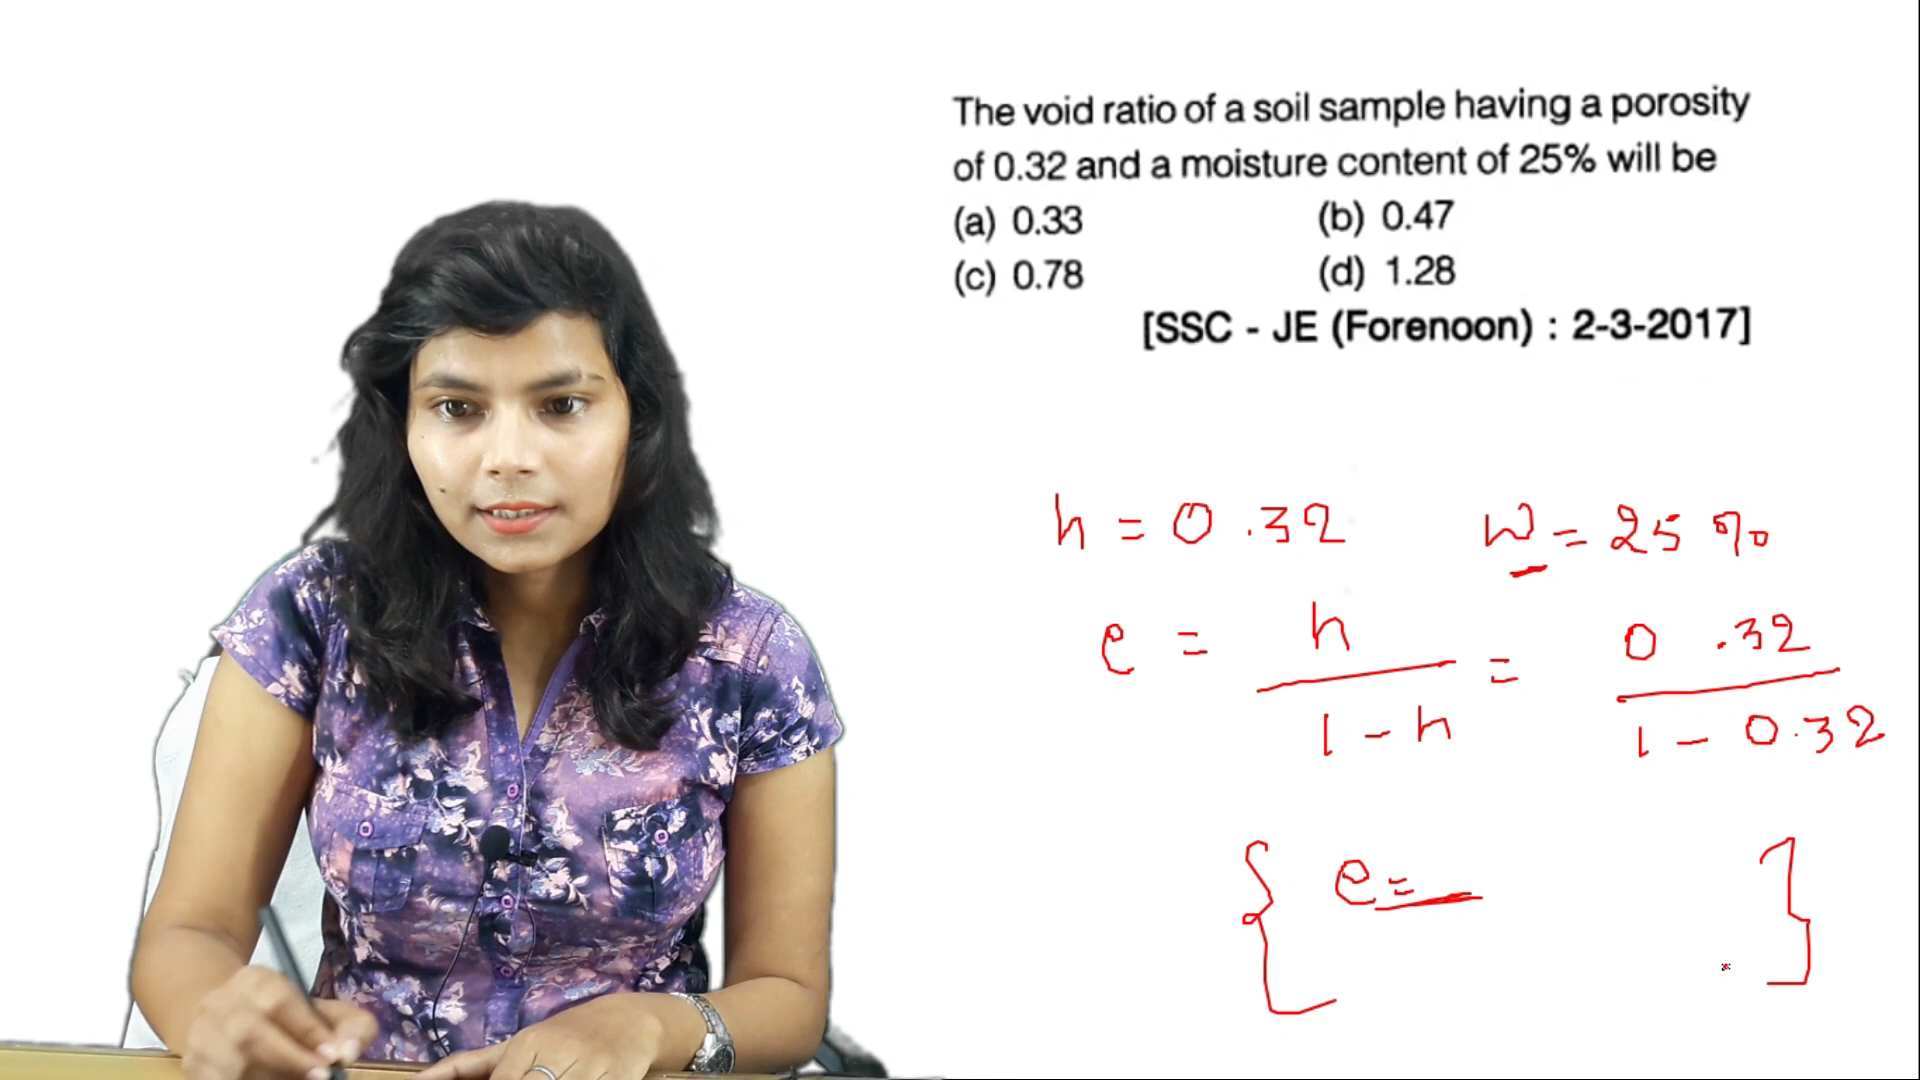 The void ratio of a soil sample having a porosity
of 0.32 and a moisture content of 25% will be
(a) 0.33 (b) 0.47
(c) 0.78 (d) 1.28
[SSC - JE (Forenoon) : 2-3-2017]
n = 0.32 w = 25 %
e = n / 1 - n = 0.32 / 1 - 0.32
{ e = }